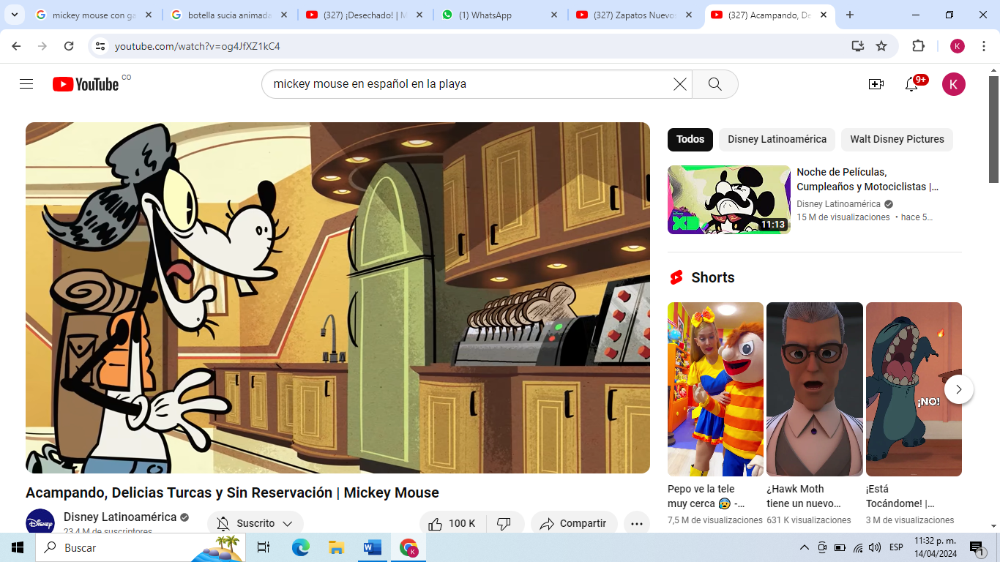 mickey mouse con ga
botella sucia animada
(327) ¡Desechado! | M
(1) WhatsApp
(327) Zapatos Nuevos
(327) Acampando, De
youtube.com/watch?v=og4JfXZ1kC4
K
YouTube CO
mickey mouse en español en la playa
9+
K
Todos
Disney Latinoamérica
Walt Disney Pictures
Noche de Películas,
Cumpleaños y Motociclistas |...
Disney Latinoamérica
15 M de visualizaciones • hace 5...
Disney XD
11:13
Shorts
¡NO!
Pepo ve la tele
muy cerca 😰 -...
7,5 M de visualizaciones
¿Hawk Moth
tiene un nuevo...
631 K visualizaciones
¡Está
Tocándome! |...
3 M de visualizaciones
Acampando, Delicias Turcas y Sin Reservación | Mickey Mouse
Disney
Disney Latinoamérica
23,4 M de suscriptores
Suscrito
100 K
Compartir
Buscar
K
ESP
11:32 p. m.
14/04/2024
1